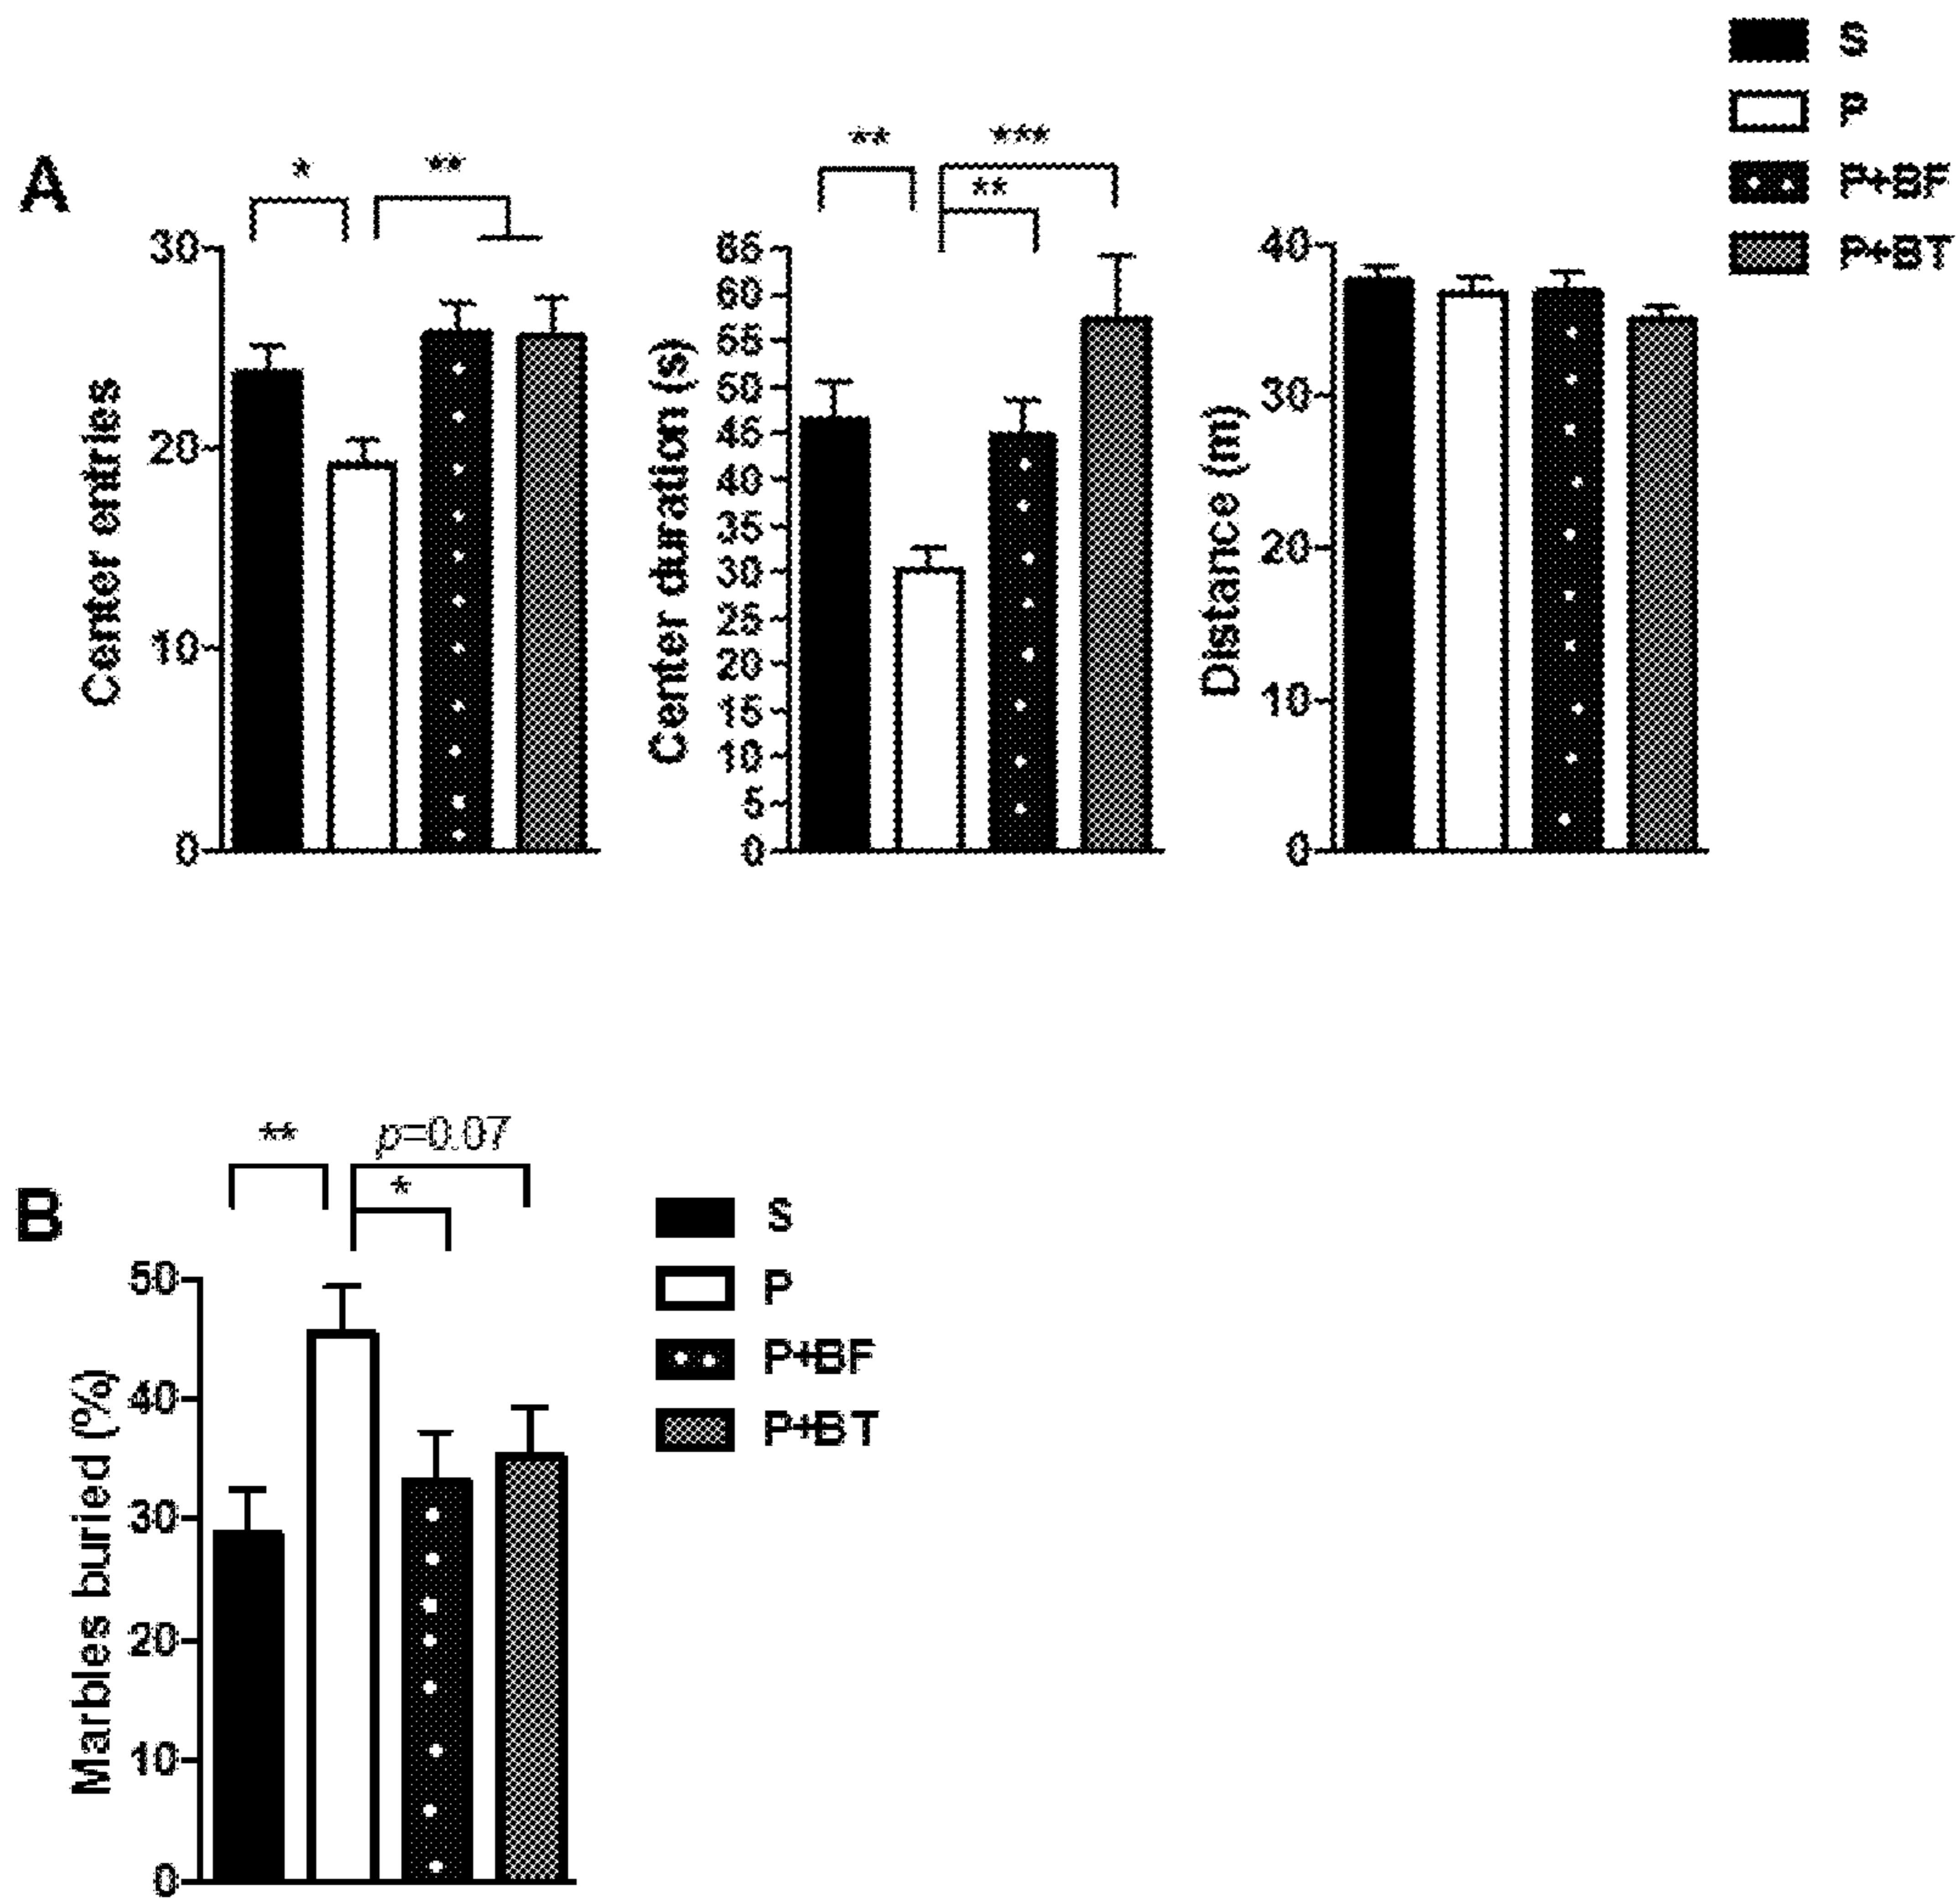 S
P
P+BF
P+BT
A
*
**
Center entries
30
20
10
0
**
***
**
Center duration (s)
65
60
55
50
45
40
35
30
25
20
15
10
5
0
Distance (m)
40
30
20
10
0
B
**
p=0.07
*
Marbles buried (%)
50
40
30
20
10
0
S
P
P+BF
P+BT